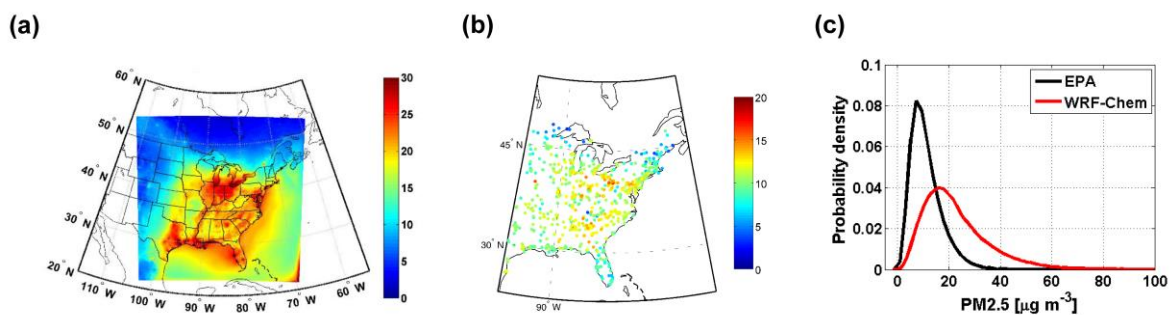 (a)
(b)
(c)
60° N
50° N
40° N
30° N
20° N
110° W
100° W
90° W
80° W
70° W
60° W
30
25
20
15
10
5
0
45° N
30° N
90° W
20
15
10
5
0
0.1
0.08
0.06
0.04
0.02
0
0 20 40 60 80 100
Probability density
PM2.5 [µg m⁻³]
EPA
WRF-Chem